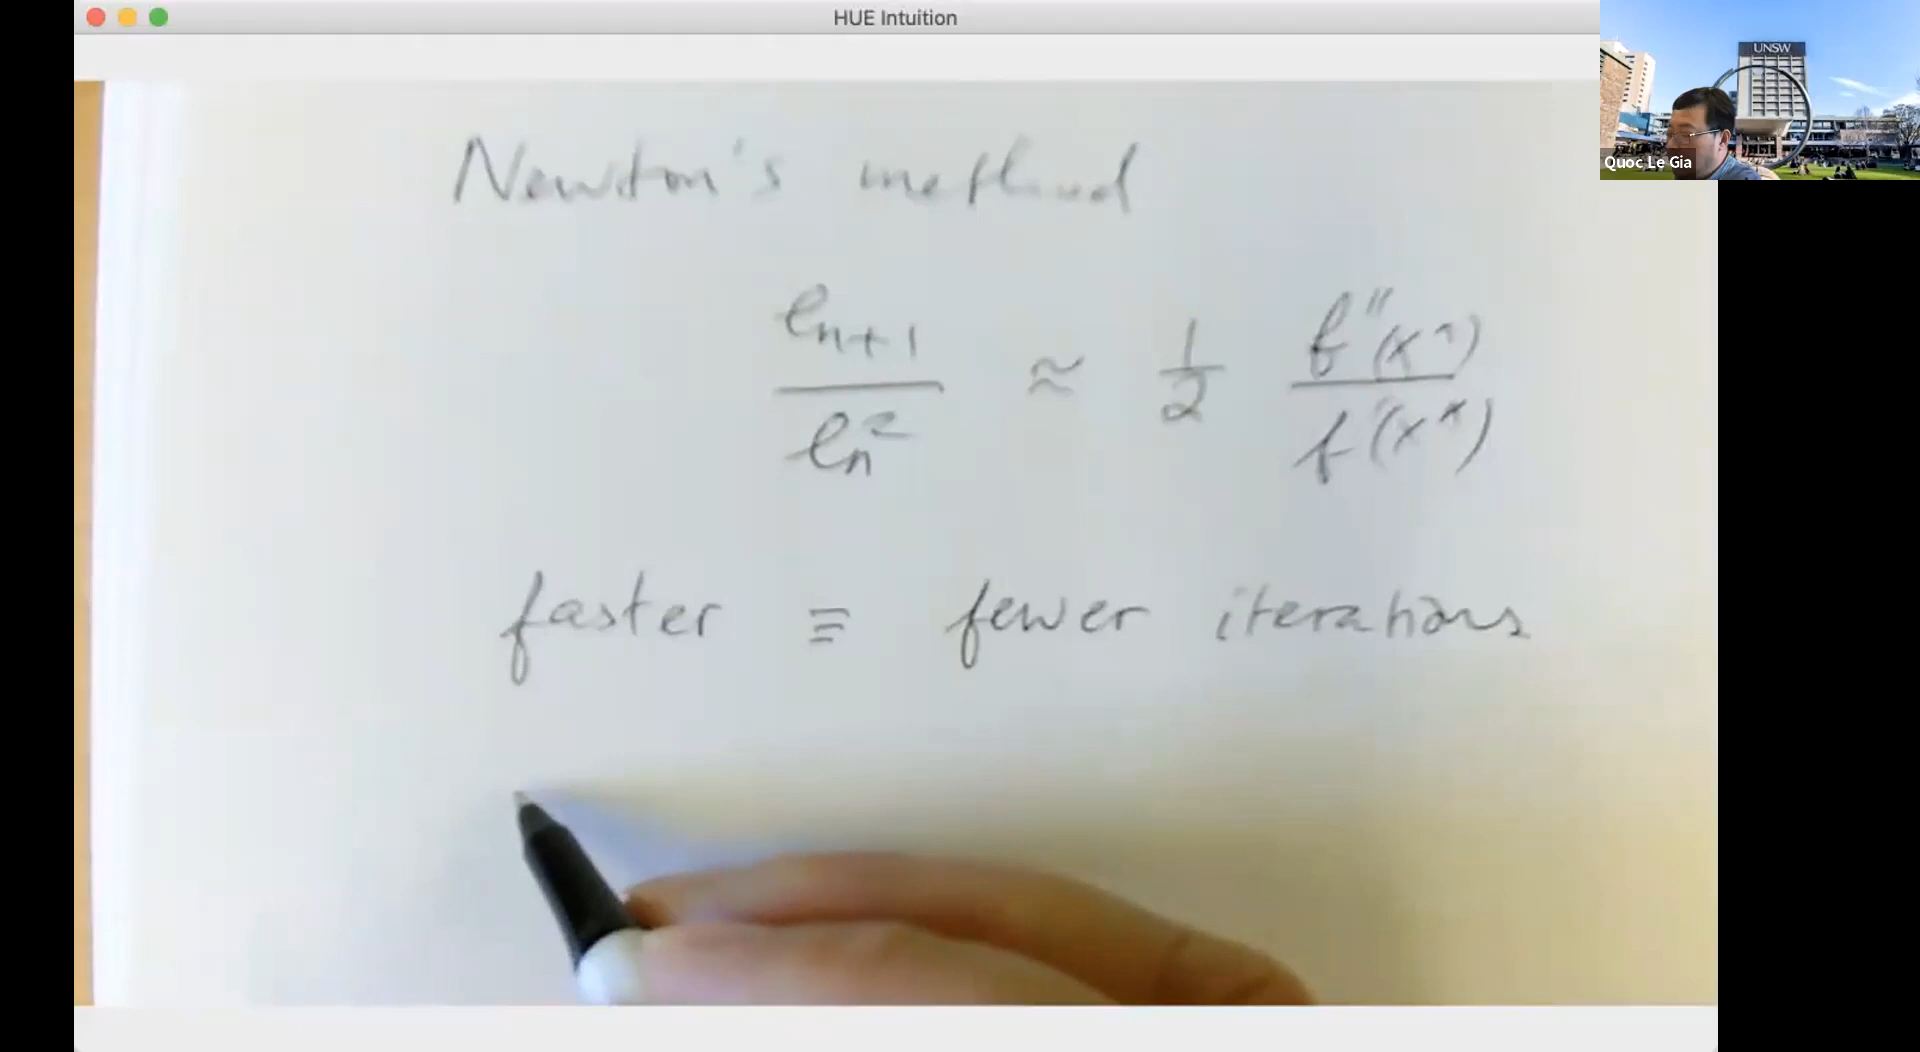 HUE Intuition
UNSW
Quoc Le Gia
Newton's method
e_{n+1} / e_n^2 ≈ 1/2 f''(x^*) / f'(x^*)
faster ≡ fewer iterations